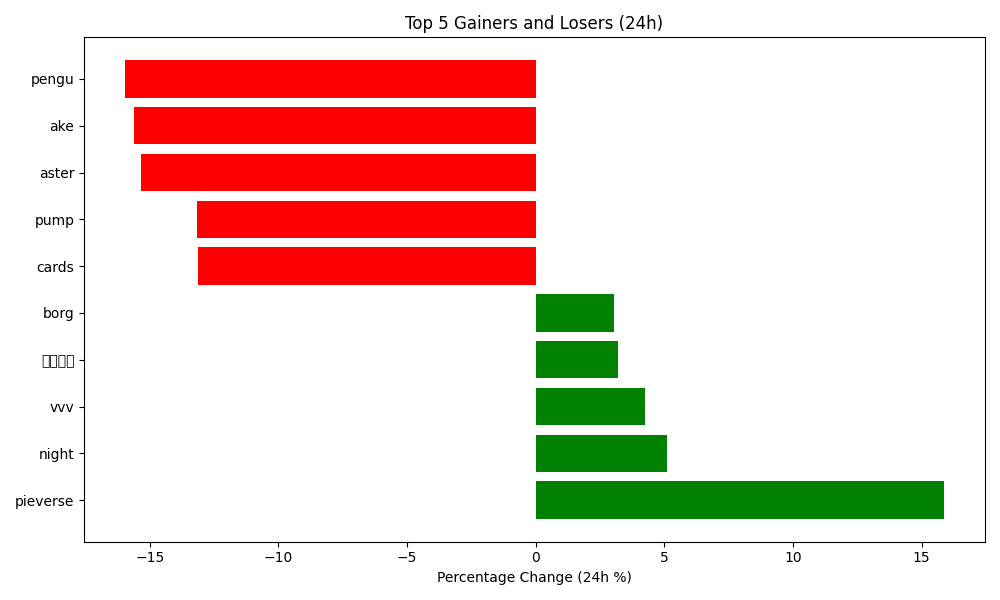 Top 5 Gainers and Losers (24h)
pengu
ake
aster
pump
cards
borg
vvv
night
pieverse
−15
−10
−5
0
5
10
15
Percentage Change (24h %)